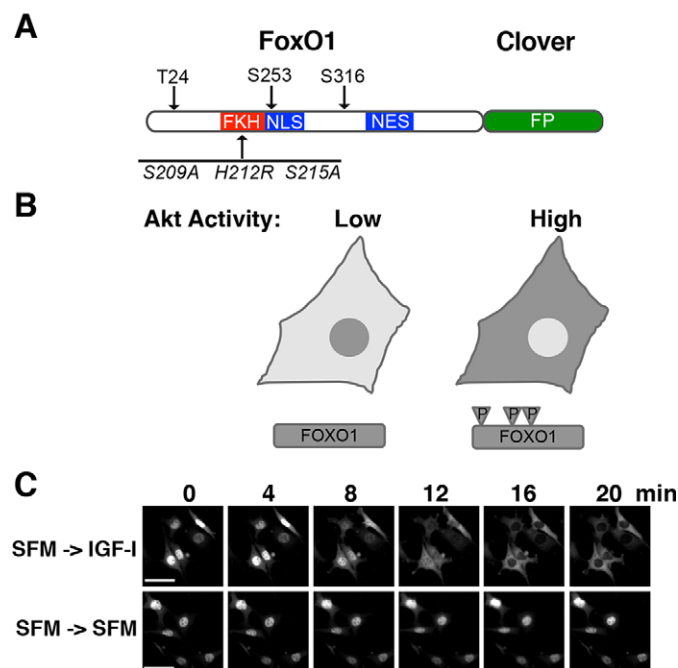 A
FoxO1 Clover
T24 S253 S316
FKH NLS NES FP
S209A H212R S215A
B
Akt Activity: Low High
P P P
FOXO1 FOXO1
C
0 4 8 12 16 20 min
SFM -> IGF-I
SFM -> SFM